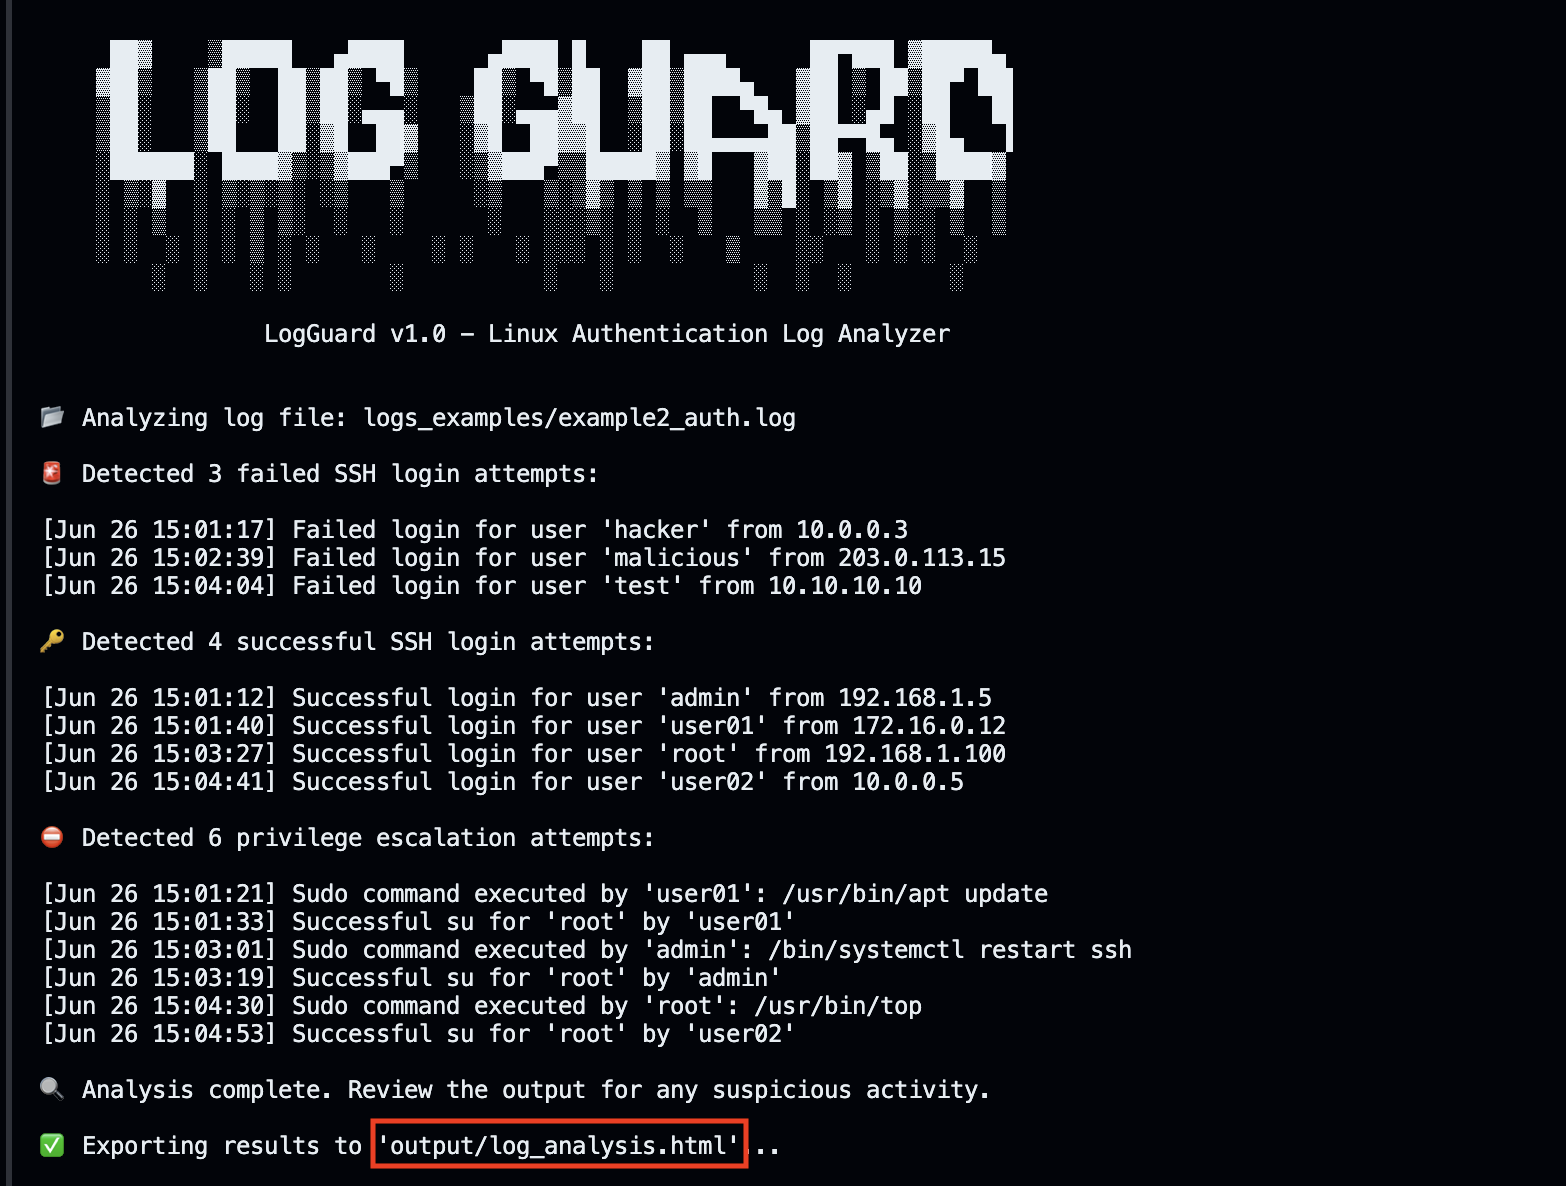 LOG GUARD
LogGuard v1.0 – Linux Authentication Log Analyzer
📂 Analyzing log file: logs_examples/example2_auth.log
🚨 Detected 3 failed SSH login attempts:
[Jun 26 15:01:17] Failed login for user 'hacker' from 10.0.0.3
[Jun 26 15:02:39] Failed login for user 'malicious' from 203.0.113.15
[Jun 26 15:04:04] Failed login for user 'test' from 10.10.10.10
🔑 Detected 4 successful SSH login attempts:
[Jun 26 15:01:12] Successful login for user 'admin' from 192.168.1.5
[Jun 26 15:01:40] Successful login for user 'user01' from 172.16.0.12
[Jun 26 15:03:27] Successful login for user 'root' from 192.168.1.100
[Jun 26 15:04:41] Successful login for user 'user02' from 10.0.0.5
⛔ Detected 6 privilege escalation attempts:
[Jun 26 15:01:21] Sudo command executed by 'user01': /usr/bin/apt update
[Jun 26 15:01:33] Successful su for 'root' by 'user01'
[Jun 26 15:03:01] Sudo command executed by 'admin': /bin/systemctl restart ssh
[Jun 26 15:03:19] Successful su for 'root' by 'admin'
[Jun 26 15:04:30] Sudo command executed by 'root': /usr/bin/top
[Jun 26 15:04:53] Successful su for 'root' by 'user02'
🔍 Analysis complete. Review the output for any suspicious activity.
✅ Exporting results to 'output/log_analysis.html'...